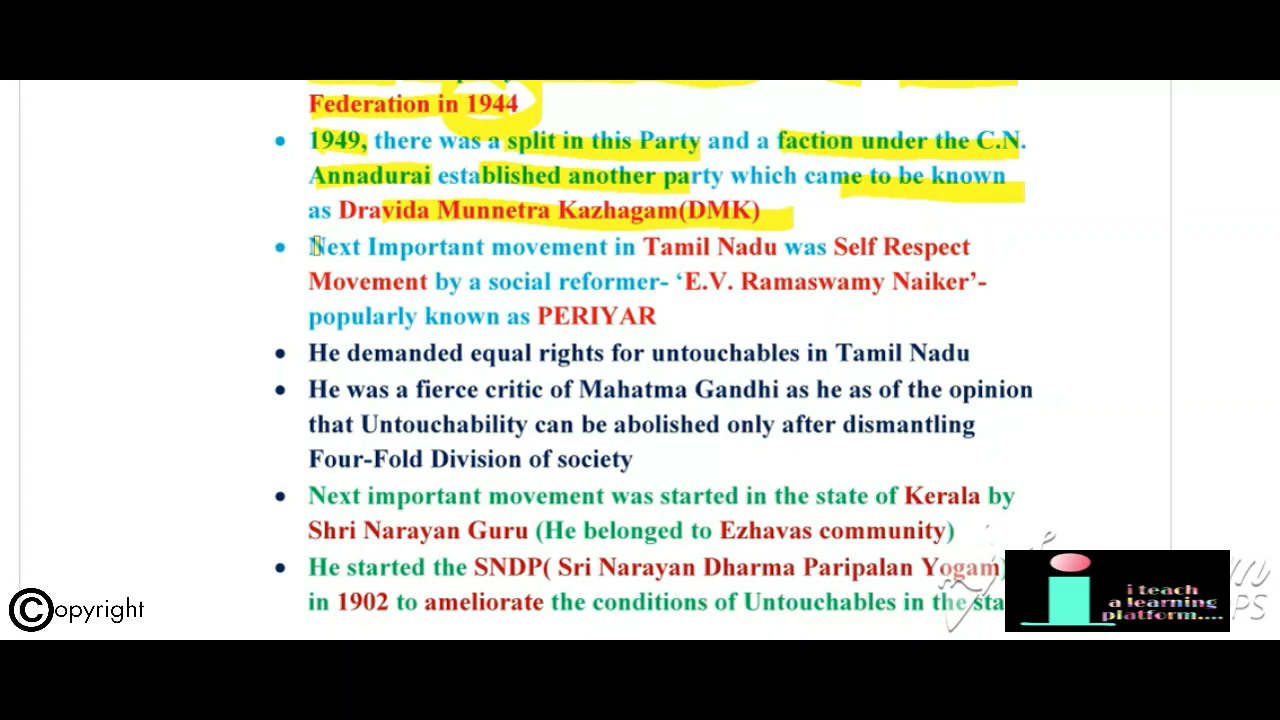 Federation in 1944
• 1949, there was a split in this Party and a faction under the C.N.
Annadurai established another party which came to be known
as Dravida Munnetra Kazhagam(DMK)
• Next Important movement in Tamil Nadu was Self Respect
Movement by a social reformer- ‘E.V. Ramaswamy Naiker’-
popularly known as PERIYAR
• He demanded equal rights for untouchables in Tamil Nadu
• He was a fierce critic of Mahatma Gandhi as he as of the opinion
that Untouchability can be abolished only after dismantling
Four-Fold Division of society
• Next important movement was started in the state of Kerala by
Shri Narayan Guru (He belonged to Ezhavas community)
• He started the SNDP( Sri Narayan Dharma Paripalan Yogam)
in 1902 to ameliorate the conditions of Untouchables in the sta
Copyright
i teach
a learning
platform....
PS